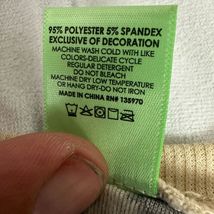 95% POLYESTER 5% SPANDEX
EXCLUSIVE OF DECORATION
MACHINE WASH COLD WITH LIKE
COLORS-DELICATE CYCLE
REGULAR DETERGENT
DO NOT BLEACH
MACHINE DRY LOW TEMPERATURE
OR HANG DRY-DO NOT IRON
MADE IN CHINA RN# 135970